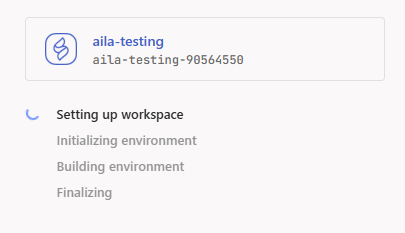 aila-testing
aila-testing-90564550
Setting up workspace
Initializing environment
Building environment
Finalizing